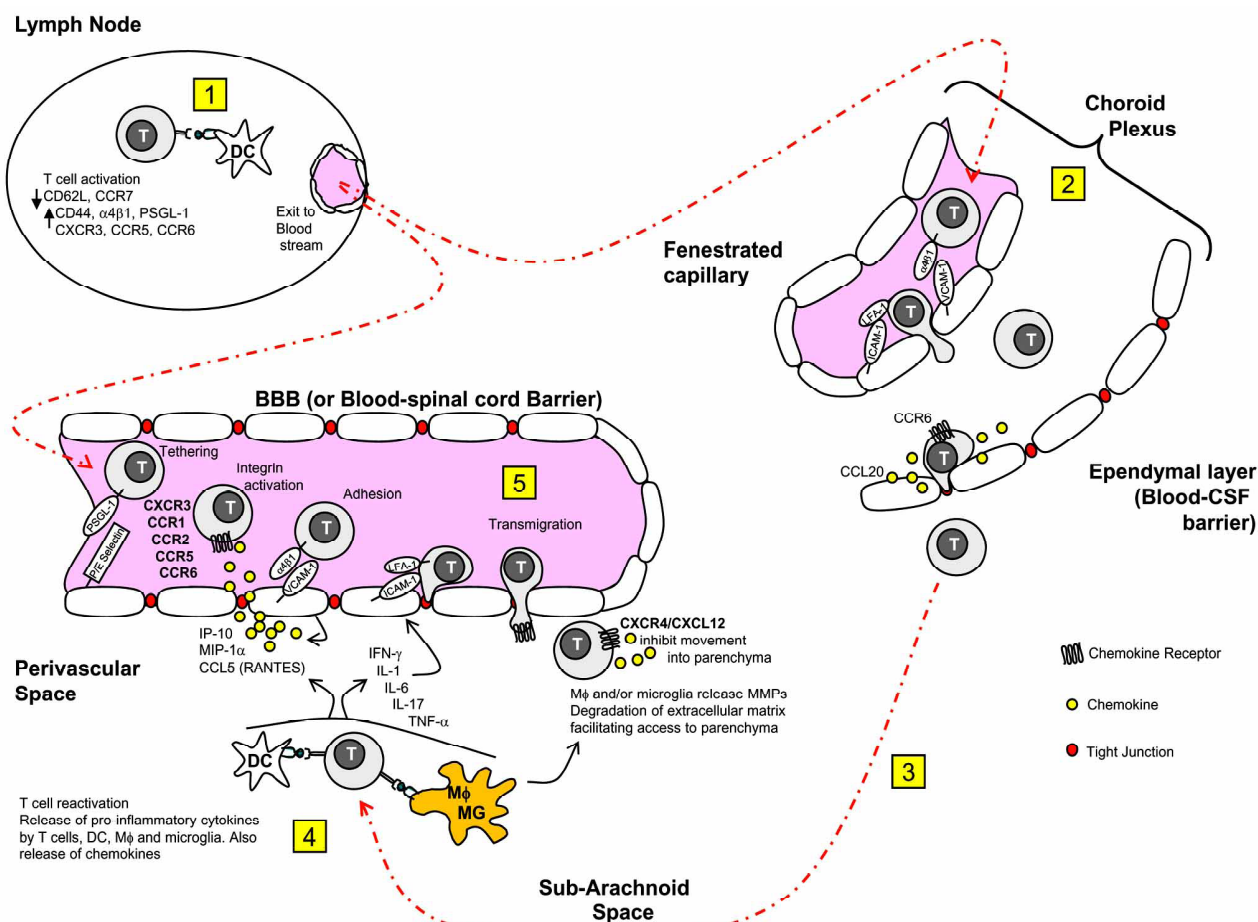 Lymph Node
1
T
DC
T cell activation
CD62L, CCR7
CD44, α4β1, PSGL-1
CXCR3, CCR5, CCR6
Exit to
Blood
stream
Choroid
Plexus
2
Fenestrated
capillary
T
α4β1
VCAM-1
LFA-1
T
ICAM-1
T
CCR6
T
CCL20
Ependymal layer
(Blood-CSF
barrier)
T
BBB (or Blood-spinal cord Barrier)
T
Tethering
PSGL-1
P/E Selectin
Integrin
activation
CXCR3
CCR1
CCR2
CCR5
CCR6
T
Adhesion
T
α4β1
VCAM-1
5
Transmigration
LFA-1
ICAM-1
T
T
Perivascular
Space
IP-10
MIP-1α
CCL5 (RANTES)
IFN-γ
IL-1
IL-6
IL-17
TNF-α
T
CXCR4/CXCL12
inhibit movement
into parenchyma
Mϕ and/or microglia release MMPs
Degradation of extracellular matrix
facilitating access to parenchyma
DC
T
Mϕ
MG
T cell reactivation
Release of pro-inflammatory cytokines
by T cells, DC, Mϕ and microglia. Also
release of chemokines
4
3
Sub-Arachnoid
Space
Chemokine Receptor
Chemokine
Tight Junction